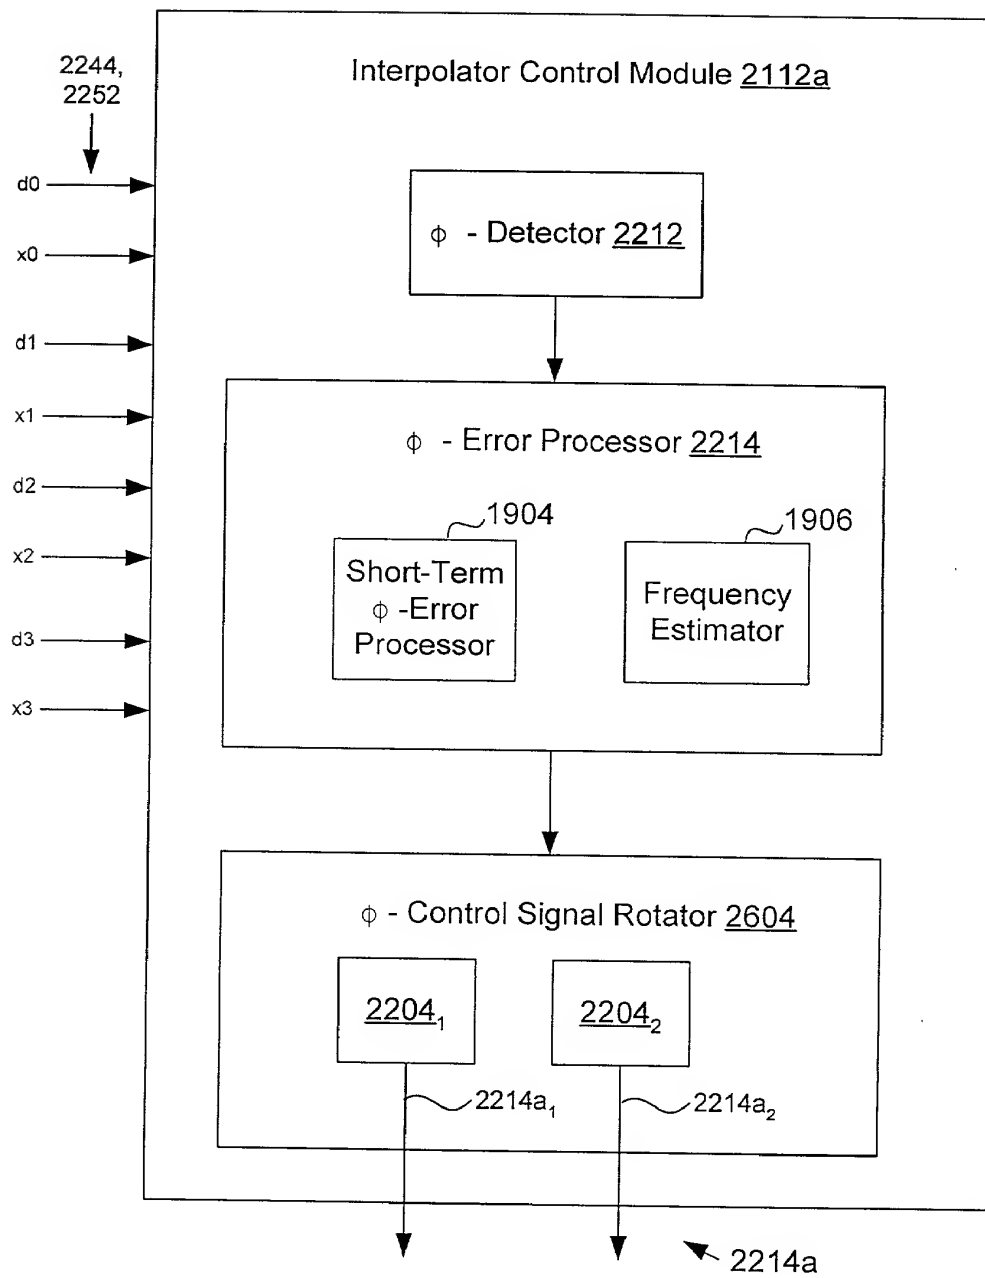 2244,
2252
Interpolator Control Module 2112a
d0
x0
d1
x1
d2
x2
d3
x3
ϕ - Detector 2212
ϕ - Error Processor 2214
1904
Short-Term
ϕ -Error
Processor
1906
Frequency
Estimator
ϕ - Control Signal Rotator 2604
2204₁
2204₂
2214a₁
2214a₂
2214a